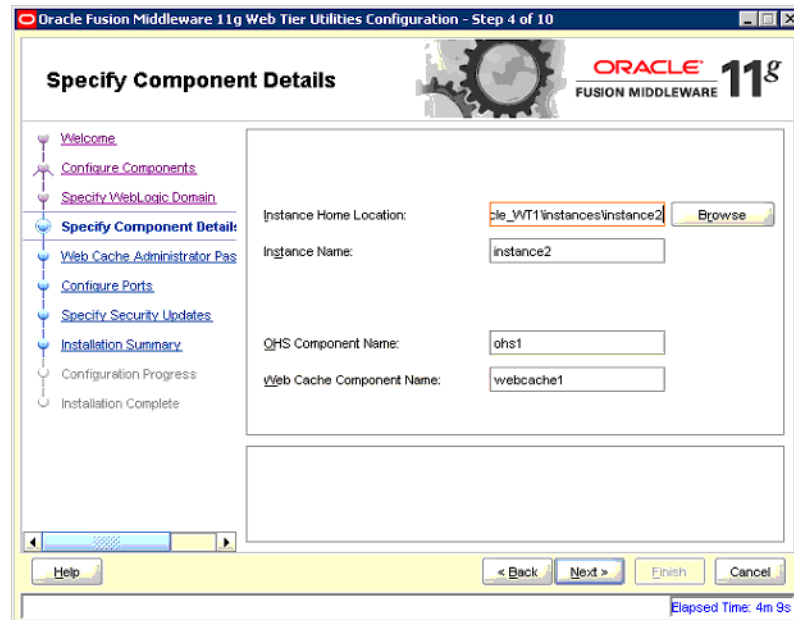 Oracle Fusion Middleware 11g Web Tier Utilities Configuration - Step 4 of 10
Specify Component Details
ORACLE
FUSION MIDDLEWARE 11g
Welcome
Configure Components
Specify WebLogic Domain
Specify Component Details
Web Cache Administrator Pas
Configure Ports
Specify Security Updates
Installation Summary
Configuration Progress
Installation Complete
Instance Home Location: cle_WT1\instances\instance2 Browse
Instance Name: instance2
OHS Component Name: ohs1
Web Cache Component Name: webcache1
Help < Back Next > Finish Cancel
Elapsed Time: 4m 9s